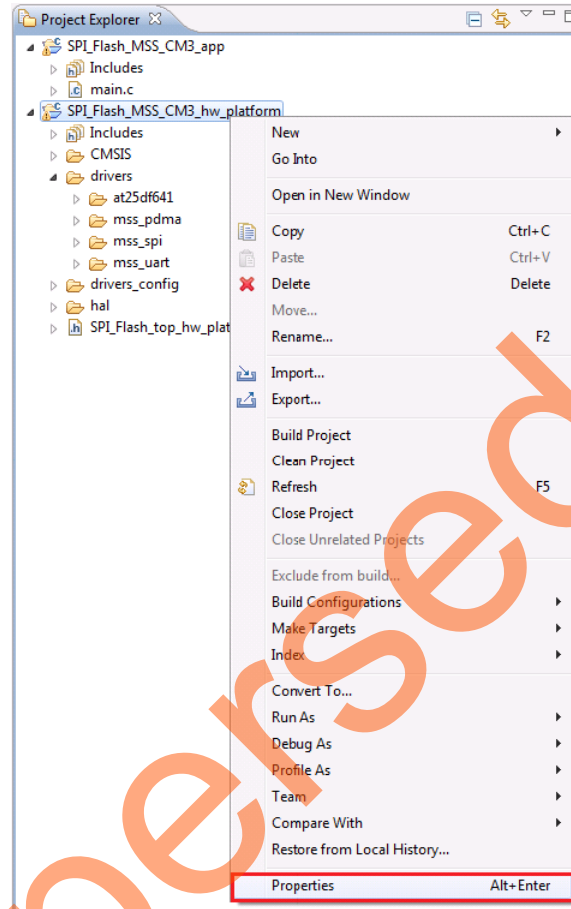 Project Explorer
SPI_Flash_MSS_CM3_app
Includes
main.c
SPI_Flash_MSS_CM3_hw_platform
Includes
CMSIS
drivers
at25df641
mss_pdma
mss_spi
mss_uart
drivers_config
hal
SPI_Flash_top_hw_plat
New
Go Into
Open in New Window
Copy Ctrl+C
Paste Ctrl+V
Delete Delete
Move...
Rename... F2
Import...
Export...
Build Project
Clean Project
Refresh F5
Close Project
Close Unrelated Projects
Exclude from build...
Build Configurations
Make Targets
Index
Convert To...
Run As
Debug As
Profile As
Team
Compare With
Restore from Local History...
Properties Alt+Enter
persed